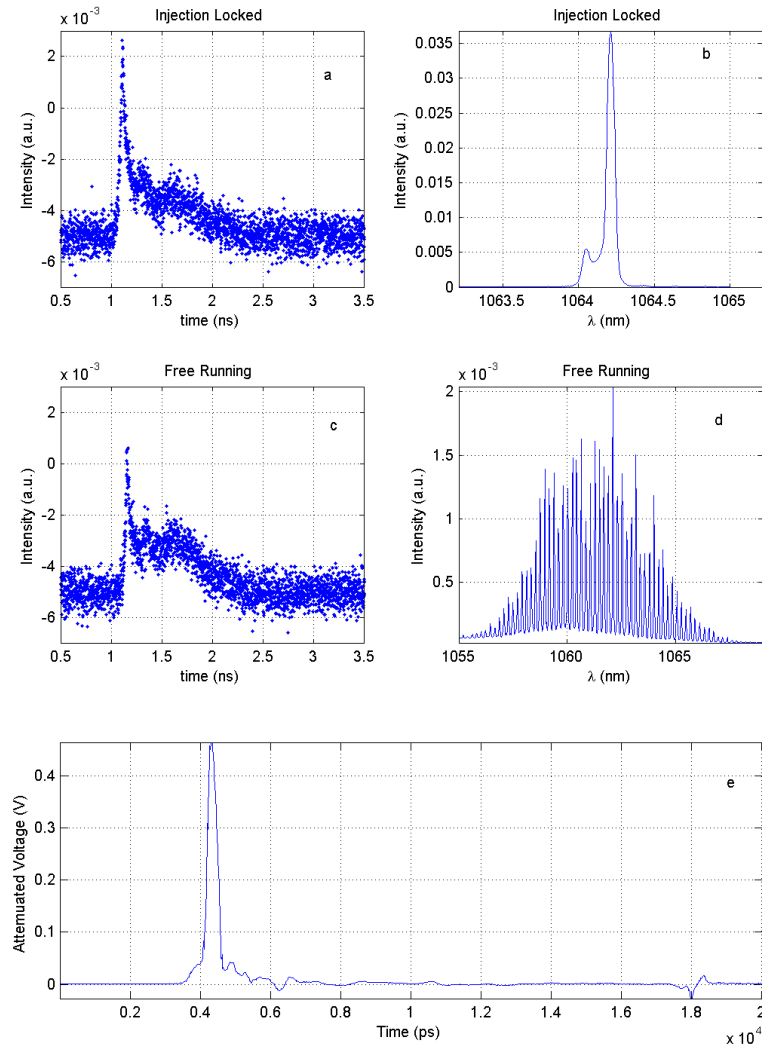 Injection Locked
x 10^-3
2
0
-2
-4
-6
0.5 1 1.5 2 2.5 3 3.5
time (ns)
Intensity (a.u.)
a
Injection Locked
0.035
0.03
0.025
0.02
0.015
0.01
0.005
0
1063.5 1064 1064.5 1065
λ (nm)
Intensity (a.u.)
b
Free Running
x 10^-3
2
0
-2
-4
-6
0.5 1 1.5 2 2.5 3 3.5
time (ns)
Intensity (a.u.)
c
Free Running
x 10^-3
2
1.5
1
0.5
1055 1060 1065
λ (nm)
Intensity (a.u.)
d
0.4
0.3
0.2
0.1
0
0.2 0.4 0.6 0.8 1 1.2 1.4 1.6 1.8 2
Time (ps)
x 10^4
Attemuated Voltage (V)
e